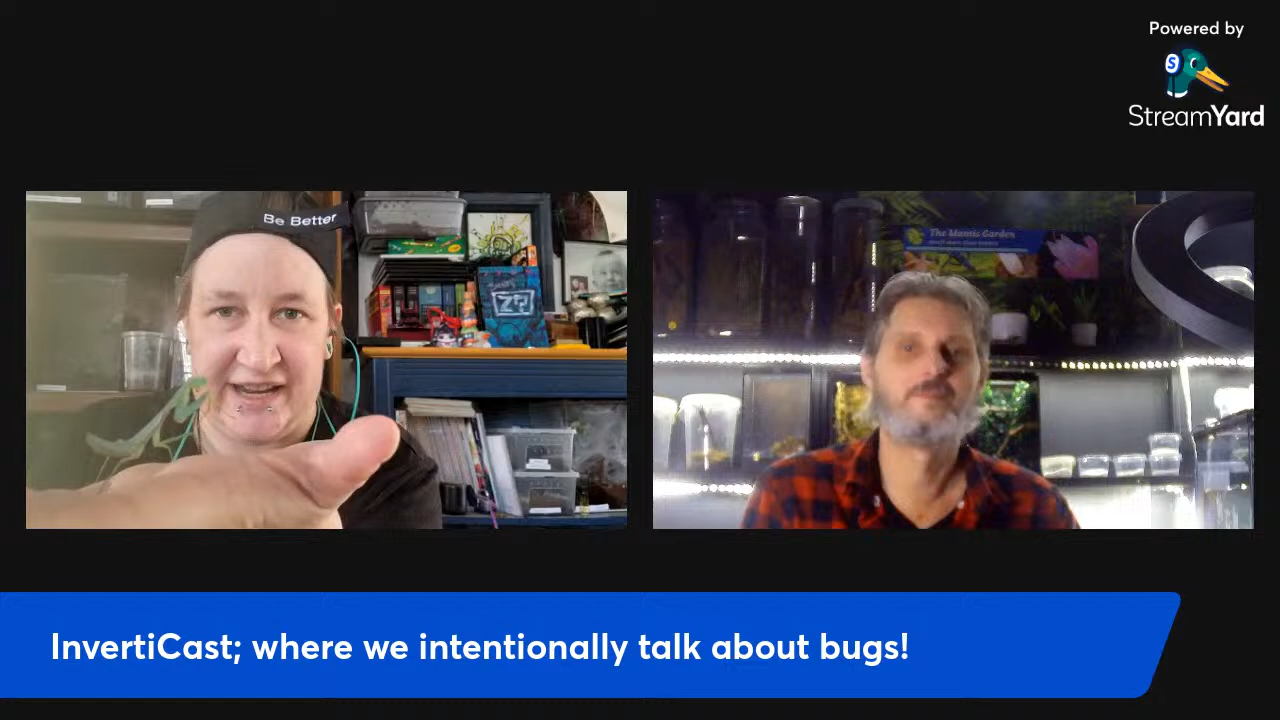 Powered by
S
StreamYard
Be Better
The Mantis Garden
InvertiCast; where we intentionally talk about bugs!